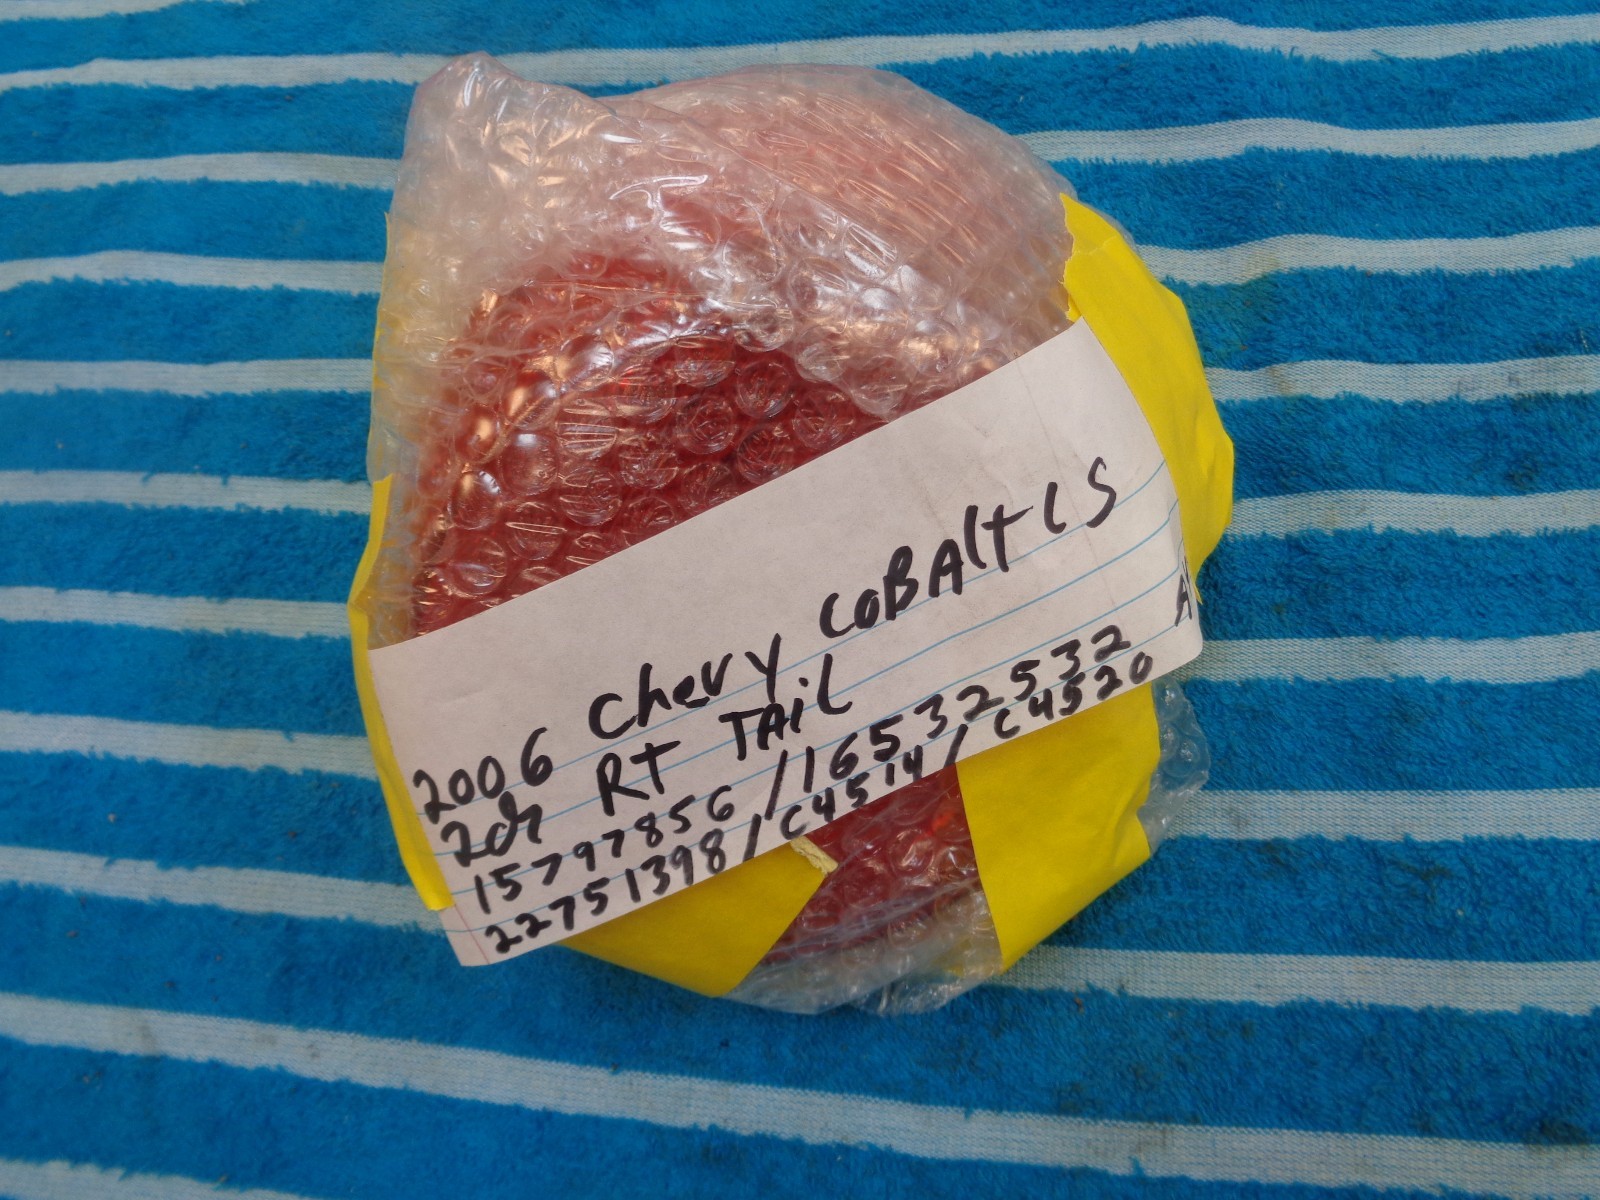 2006 Chevy COBAlt LS
2dr RT TAiL
15797856 / 16532532
22751398 / C4514 / C4520